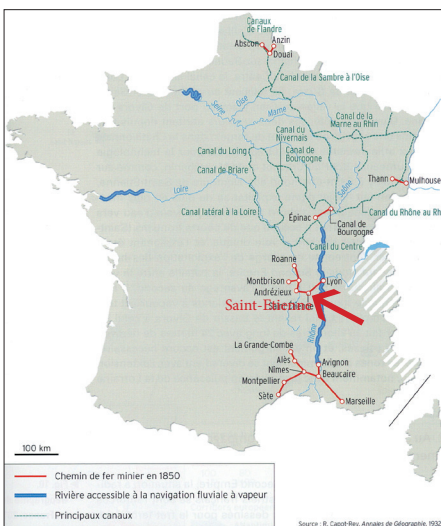 Canaux
de Flandre
Anzin
Abscon
Douai
Canal de la Sambre à l'Oise
Oise
Seine
Marne
Canal de la
Marne au Rhin
Canal du
Nivernais
Canal du Loing
Canal de
Bourgogne
Canal de Briare
Saône
Thann
Mulhouse
Loire
Canal latéral à la Loire
Épinac
Canal du Rhône au Rh
Canal de
Bourgogne
Canal du Centre
Roanne
Montbrison
Lyon
Andrézieux
Saint-Etienne
Rhône
La Grande-Combe
Alès
Avignon
Nîmes
Beaucaire
Montpellier
Sète
Marseille
100 km
Chemin de fer minier en 1850
Rivière accessible à la navigation fluviale à vapeur
Principaux canaux
Source : R. Capot-Rey, Annales de Géographie, 1932